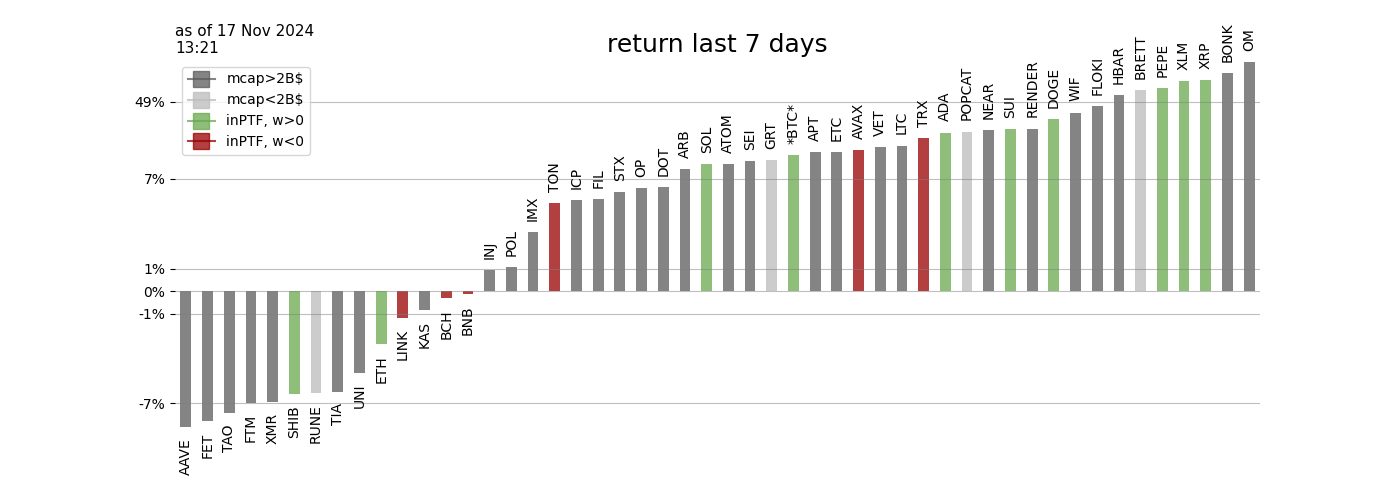 as of 17 Nov 2024
13:21
return last 7 days
mcap>2B$
mcap<2B$
inPTF, w>0
inPTF, w<0
49%
7%
1%
0%
-1%
-7%
AAVE
FET
TAO
FTM
XMR
SHIB
RUNE
TIA
UNI
ETH
LINK
KAS
BCH
BNB
INJ
POL
IMX
TON
ICP
FIL
STX
OP
DOT
ARB
SOL
ATOM
SEI
GRT
*BTC*
APT
ETC
AVAX
VET
LTC
TRX
ADA
POPCAT
NEAR
SUI
RENDER
DOGE
WIF
FLOKI
HBAR
BRETT
PEPE
XLM
XRP
BONK
OM